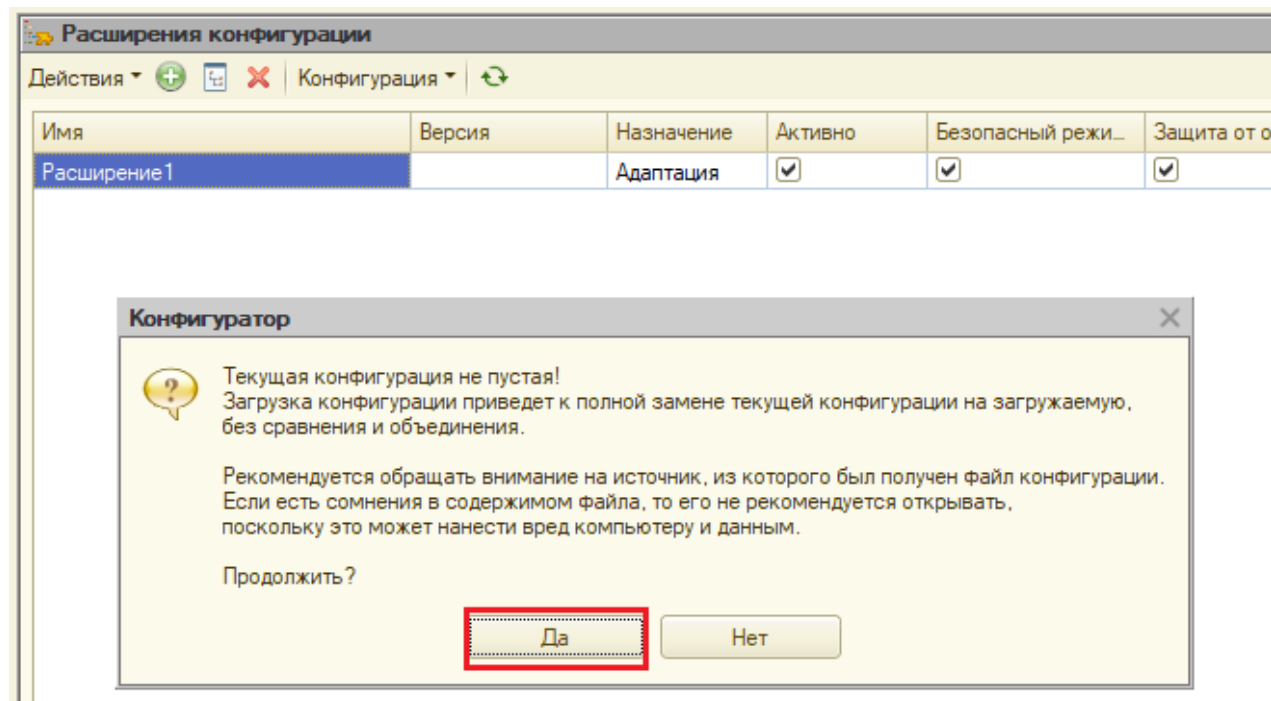 Расширения конфигурации
Действия Конфигурация
Имя Версия Назначение Активно Безопасный режи... Защита от о
Расширение1 Адаптация
Конфигуратор
Текущая конфигурация не пустая!
Загрузка конфигурации приведет к полной замене текущей конфигурации на загружаемую,
без сравнения и объединения.
Рекомендуется обращать внимание на источник, из которого был получен файл конфигурации.
Если есть сомнения в содержимом файла, то его не рекомендуется открывать,
поскольку это может нанести вред компьютеру и данным.
Продолжить?
Да Нет